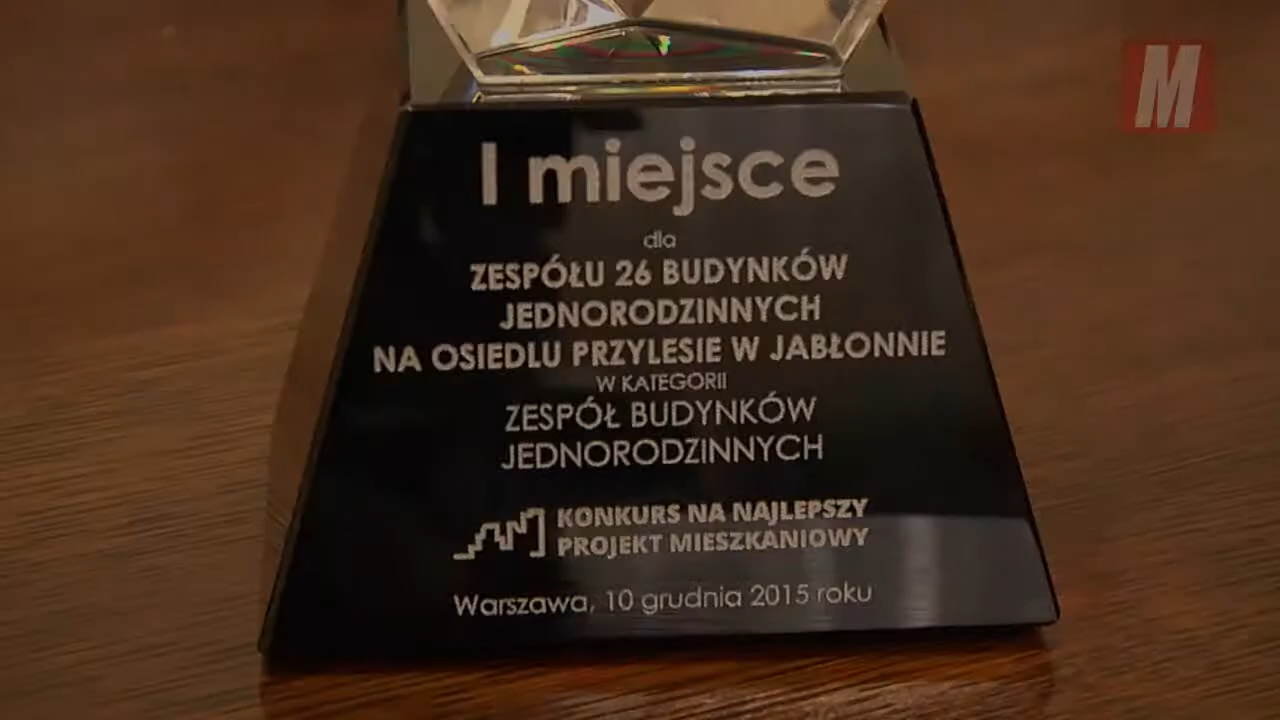 M
I miejsce
dla
ZESPÓŁU 26 BUDYNKÓW
JEDNORODZINNYCH
NA OSIEDLU PRZYLESIE W JABŁONNIE
W KATEGORII
ZESPÓŁ BUDYNKÓW
JEDNORODZINNYCH
KONKURS NA NAJLEPSZY
PROJEKT MIESZKANIOWY
Warszawa, 10 grudnia 2015 roku